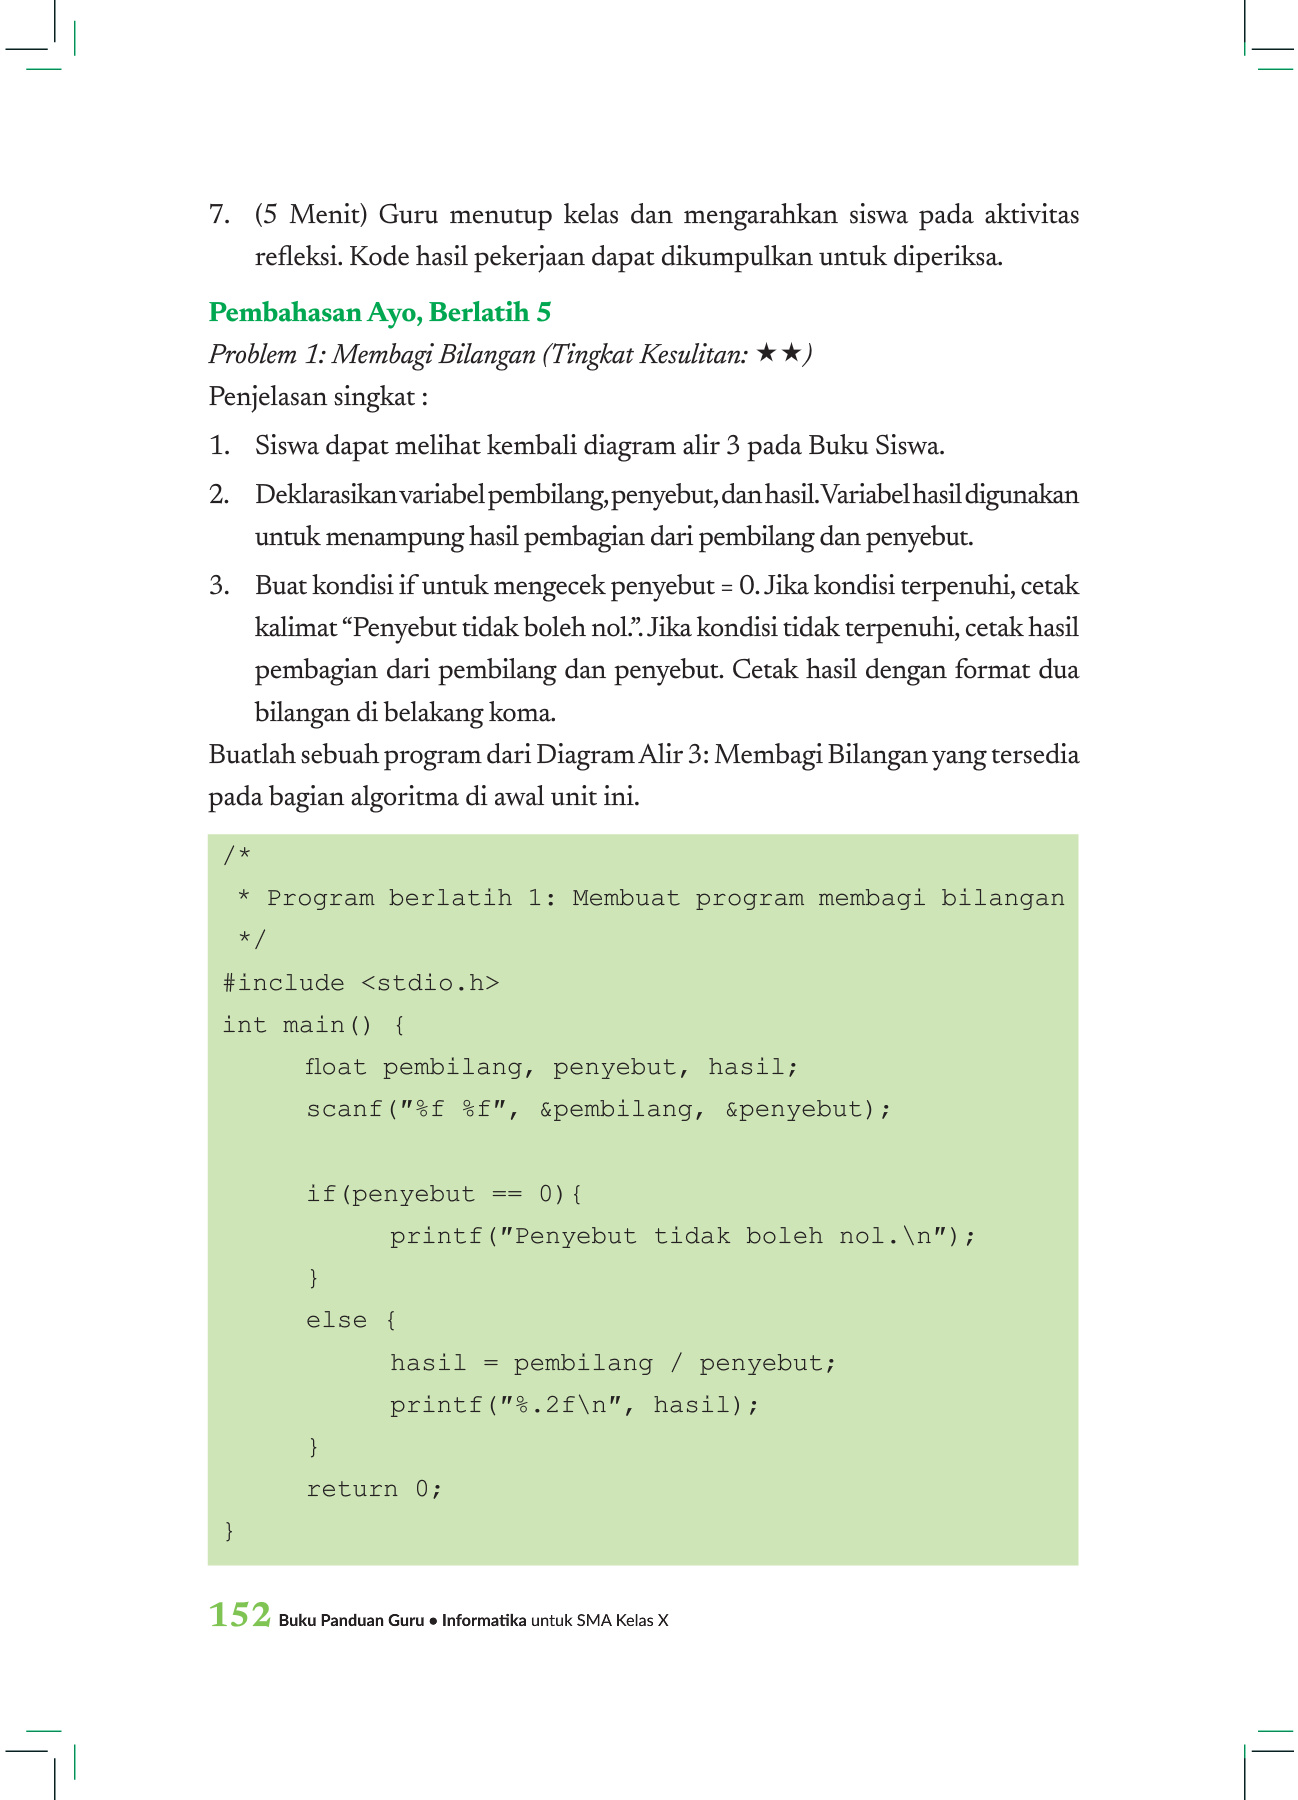 7. (5 Menit) Guru menutup kelas dan mengarahkan siswa pada aktivitas
refleksi. Kode hasil pekerjaan dapat dikumpulkan untuk diperiksa.
Pembahasan Ayo, Berlatih 5
Problem 1: Membagi Bilangan (Tingkat Kesulitan: ★★)
Penjelasan singkat :
1. Siswa dapat melihat kembali diagram alir 3 pada Buku Siswa.
2. Deklarasikan variabel pembilang, penyebut, dan hasil. Variabel hasil digunakan
untuk menampung hasil pembagian dari pembilang dan penyebut.
3. Buat kondisi if untuk mengecek penyebut = 0. Jika kondisi terpenuhi, cetak
kalimat “Penyebut tidak boleh nol.”. Jika kondisi tidak terpenuhi, cetak hasil
pembagian dari pembilang dan penyebut. Cetak hasil dengan format dua
bilangan di belakang koma.
Buatlah sebuah program dari Diagram Alir 3: Membagi Bilangan yang tersedia
pada bagian algoritma di awal unit ini.
/*
 * Program berlatih 1: Membuat program membagi bilangan
 */
#include <stdio.h>
int main() {
float pembilang, penyebut, hasil;
scanf("%f %f", &pembilang, &penyebut);
if(penyebut == 0){
printf("Penyebut tidak boleh nol.\n");
}
else {
hasil = pembilang / penyebut;
printf("%.2f\n", hasil);
}
return 0;
}
152 Buku Panduan Guru • Informatika untuk SMA Kelas X